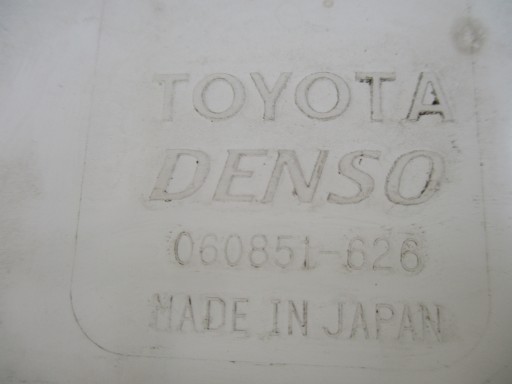 TOYOTA
DENSO
060851-626
MADE IN JAPAN